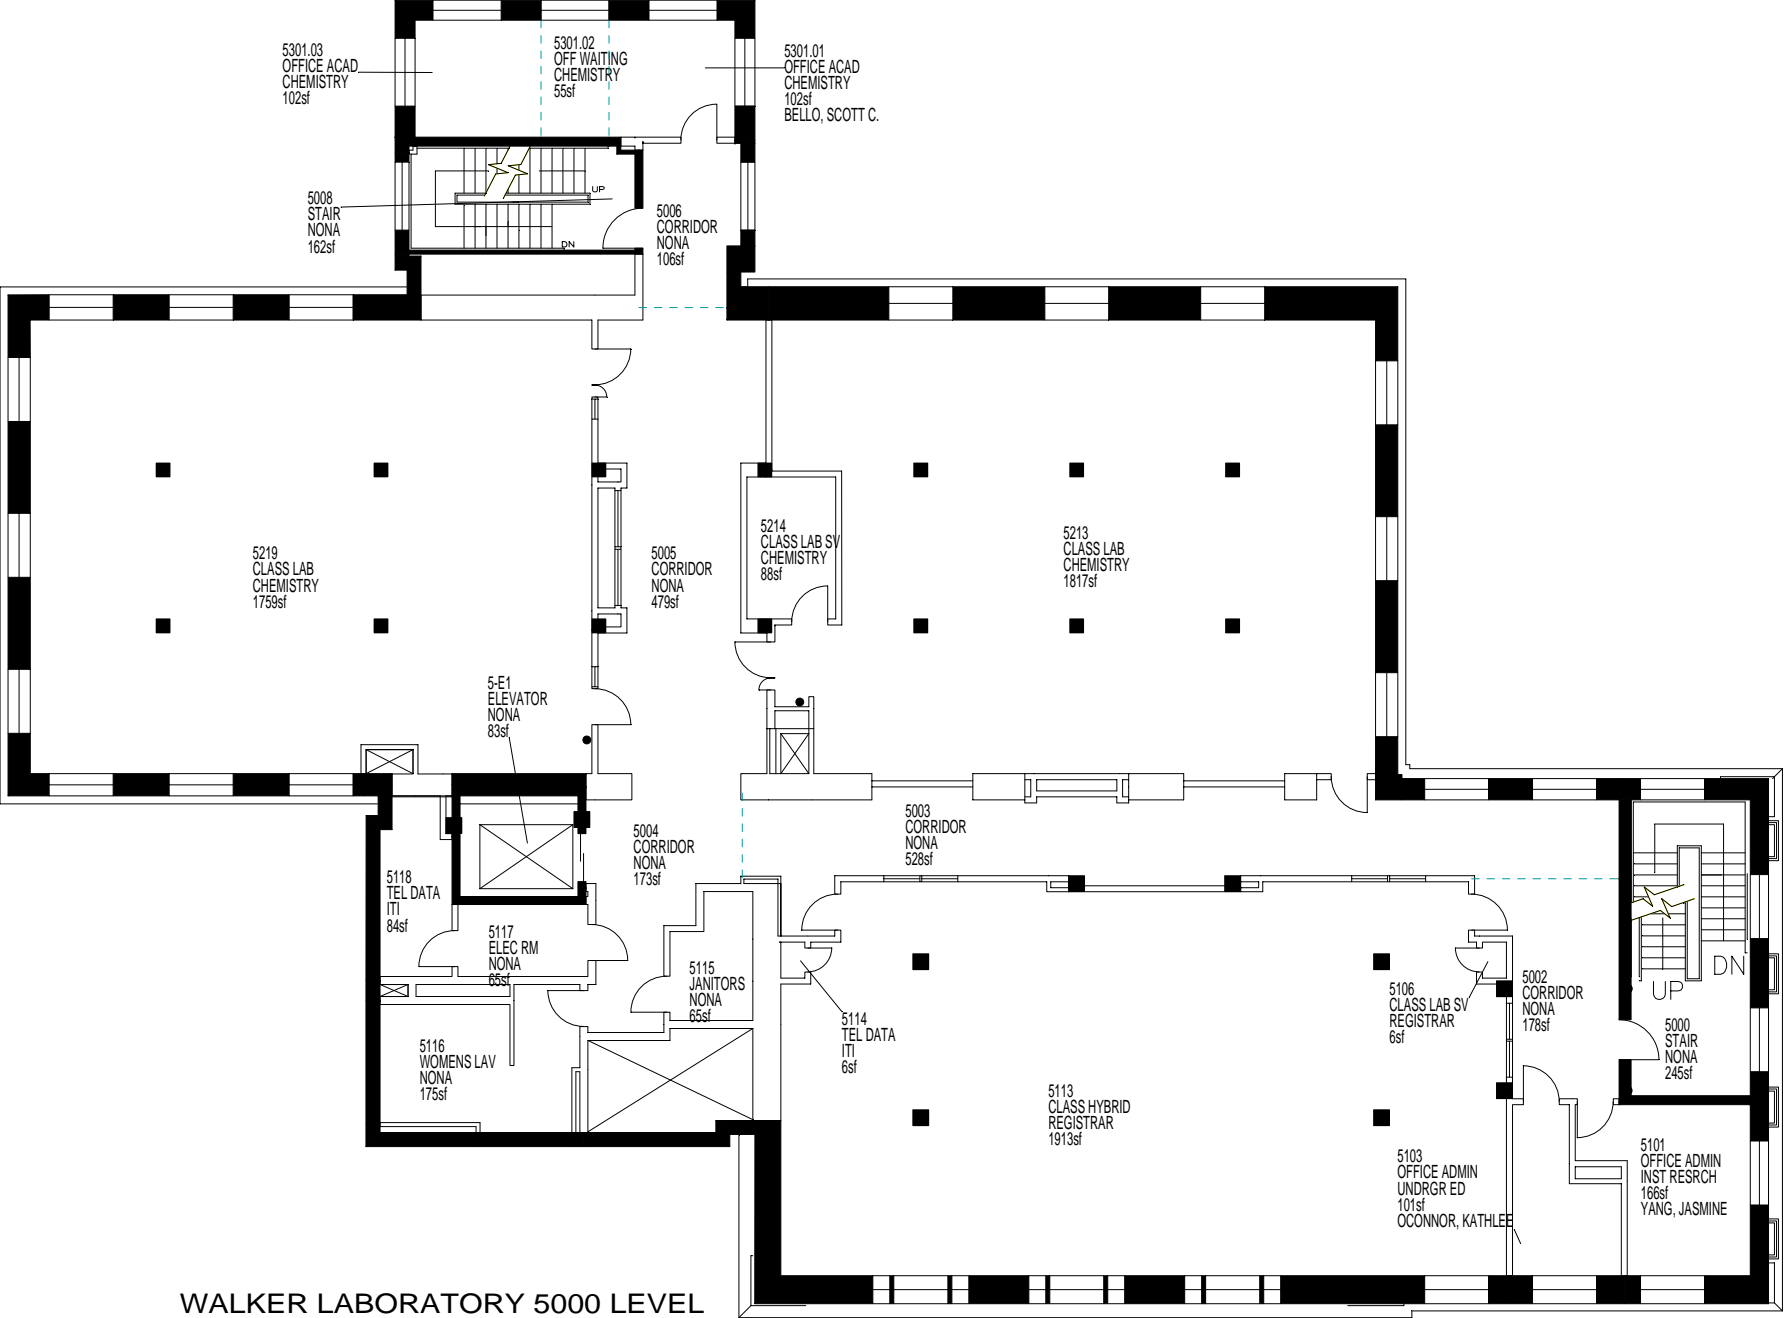 5301.03
OFFICE ACAD
CHEMISTRY
102sf
5301.02
OFF WAITING
CHEMISTRY
55sf
5301.01
OFFICE ACAD
CHEMISTRY
102sf
BELLO, SCOTT C.
5008
STAIR
NONA
162sf
UP
DN
5006
CORRIDOR
NONA
106sf
5219
CLASS LAB
CHEMISTRY
1759sf
5005
CORRIDOR
NONA
479sf
5214
CLASS LAB SV
CHEMISTRY
88sf
5213
CLASS LAB
CHEMISTRY
1817sf
5-E1
ELEVATOR
NONA
83sf
5004
CORRIDOR
NONA
173sf
5003
CORRIDOR
NONA
528sf
5118
TEL DATA
ITI
84sf
5117
ELEC RM
NONA
65sf
5115
JANITORS
NONA
65sf
5114
TEL DATA
ITI
6sf
5106
CLASS LAB SV
REGISTRAR
6sf
5002
CORRIDOR
NONA
178sf
DN
UP
5000
STAIR
NONA
245sf
5116
WOMENS LAV
NONA
175sf
5113
CLASS HYBRID
REGISTRAR
1913sf
5103
OFFICE ADMIN
UNDRGR ED
101sf
OCONNOR, KATHLEE
5101
OFFICE ADMIN
INST RESRCH
166sf
YANG, JASMINE
WALKER LABORATORY 5000 LEVEL